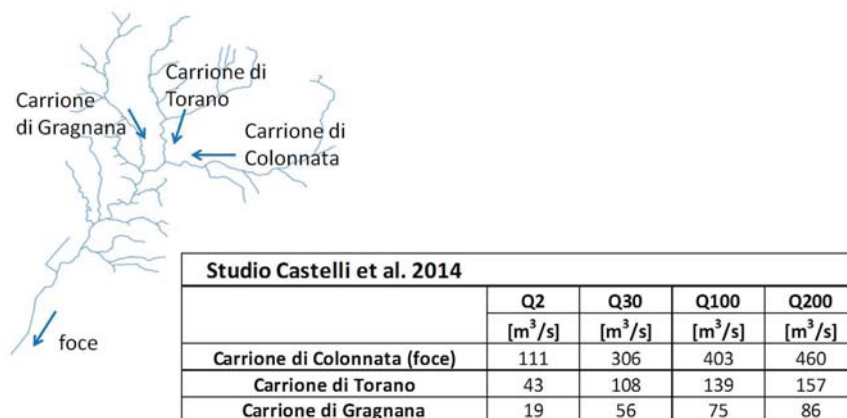 Carrione di
Torano
Carrione
di Gragnana
Carrione di
Colonnata
foce
Studio Castelli et al. 2014
Q2 Q30 Q100 Q200
[m³/s] [m³/s] [m³/s] [m³/s]
Carrione di Colonnata (foce) 111 306 403 460
Carrione di Torano 43 108 139 157
Carrione di Gragnana 19 56 75 86